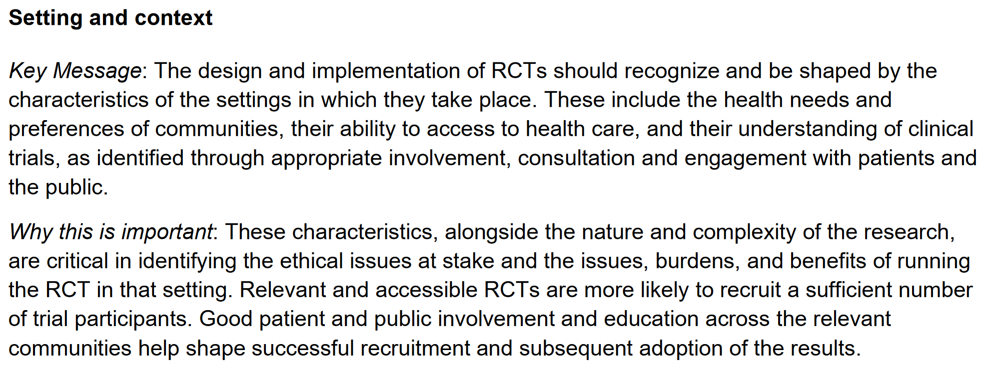 Setting and context
Key Message: The design and implementation of RCTs should recognize and be shaped by the
characteristics of the settings in which they take place. These include the health needs and
preferences of communities, their ability to access to health care, and their understanding of clinical
trials, as identified through appropriate involvement, consultation and engagement with patients and
the public.
Why this is important: These characteristics, alongside the nature and complexity of the research,
are critical in identifying the ethical issues at stake and the issues, burdens, and benefits of running
the RCT in that setting. Relevant and accessible RCTs are more likely to recruit a sufficient number
of trial participants. Good patient and public involvement and education across the relevant
communities help shape successful recruitment and subsequent adoption of the results.